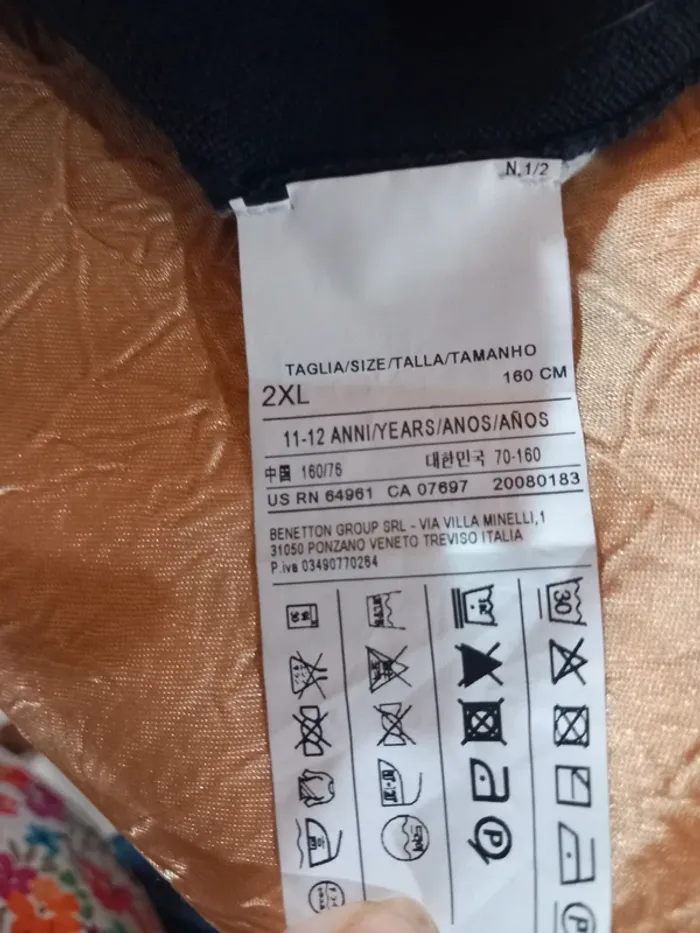 N.1/2
TAGLIA/SIZE/TALLA/TAMANHO
2XL 160 CM
11-12 ANNI/YEARS/ANOS/AÑOS
中国 160/76 대한민국 70-160
US RN 64961 CA 07697 20080183
BENETTON GROUP SRL - VIA VILLA MINELLI,1
31050 PONZANO VENETO TREVISO ITALIA
P.iva 03490770264
30
P
P